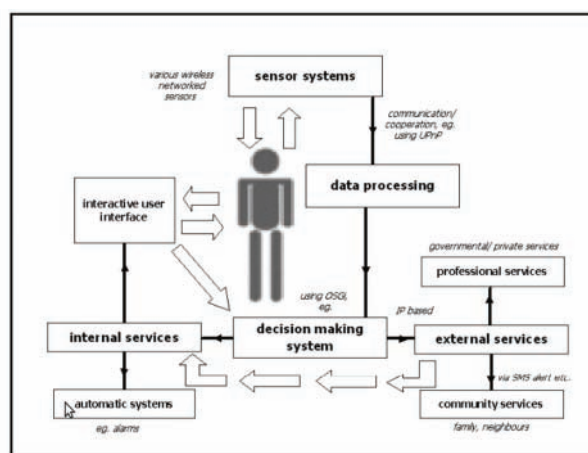 various wireless
networked
sensors
sensor systems
communication/
cooperation, eg.
using UPnP
data processing
interactive user
interface
governmental/ private services
professional services
using OSGI,
eg.
IP based
internal services
decision making
system
external services
via SMS alert etc.
automatic systems
community services
eg. alarms
family, neighbours